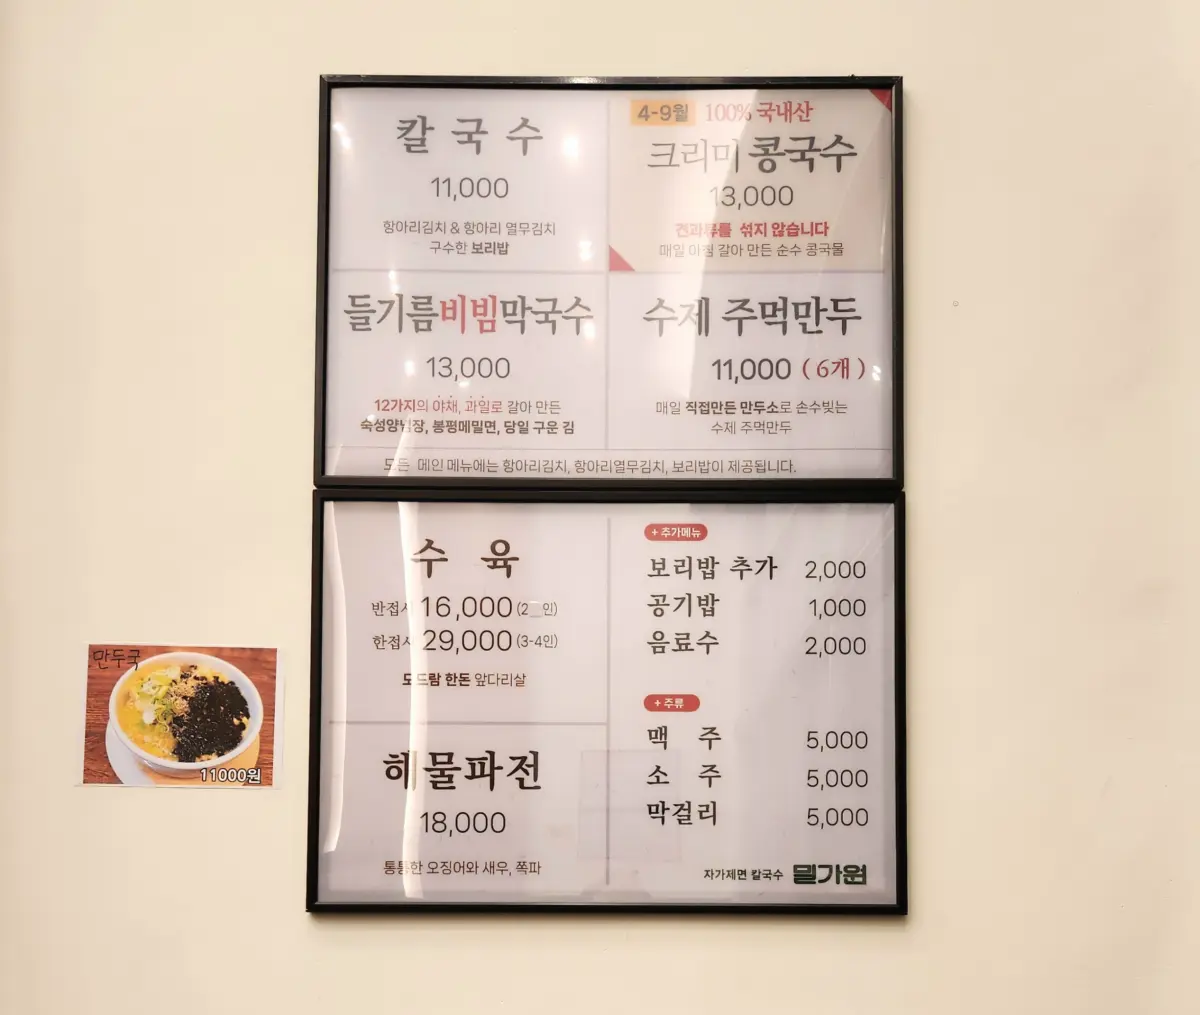 칼국수
11,000
항아리김치 & 항아리 열무김치
구수한 보리밥
4-9월 100% 국내산
크리미 콩국수
13,000
견과류를 섞지 않습니다
매일 아침 갈아 만든 순수 콩국물
들기름비빔막국수
13,000
12가지의 야채, 과일로 갈아 만든
숙성양념장, 봉평메밀면, 당일 구운 김
수제 주먹만두
11,000 (6개)
매일 직접만든 만두소로 손수빚는
수제 주먹만두
모든 메인 메뉴에는 항아리김치, 항아리열무김치, 보리밥이 제공됩니다.
수육
반접시 16,000 (2인)
한접시 29,000 (3-4인)
도드람 한돈 앞다리살
해물파전
18,000
통통한 오징어와 새우, 쪽파
+ 추가메뉴
보리밥 추가 2,000
공기밥 1,000
음료수 2,000
+ 주류
맥주 5,000
소주 5,000
막걸리 5,000
자가제면 칼국수 밀가원
만두국
11000원